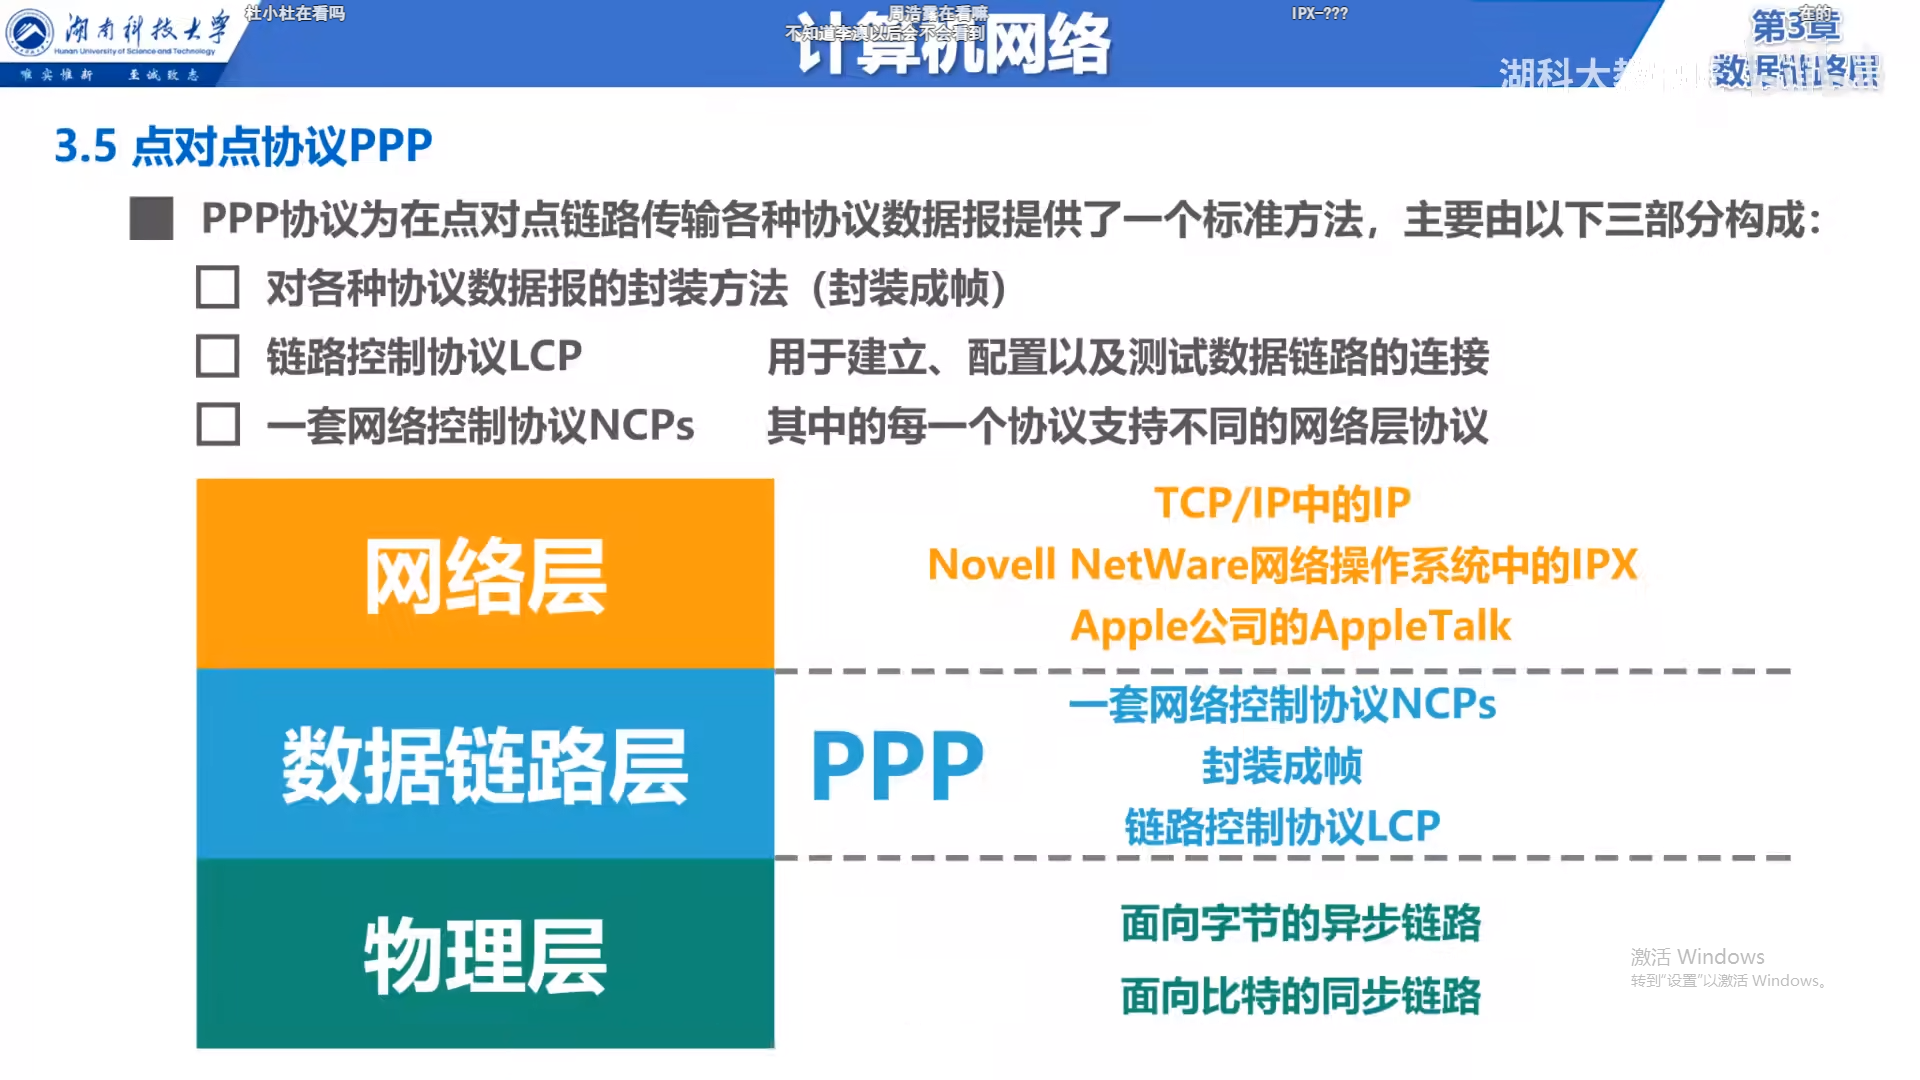 湖南科技大学
Hunan University of Science and Technology
唯实惟新 至诚致志
杜小杜在看吗
周浩露在看嘛
不知道李澳以后会不会看到
IPX-???
在的
计算机网络
第3章
数据链路层
湖科大教
3.5 点对点协议PPP
PPP协议为在点对点链路传输各种协议数据报提供了一个标准方法，主要由以下三部分构成：
对各种协议数据报的封装方法（封装成帧）
链路控制协议LCP 用于建立、配置以及测试数据链路的连接
一套网络控制协议NCPs 其中的每一个协议支持不同的网络层协议
网络层
TCP/IP中的IP
Novell NetWare网络操作系统中的IPX
Apple公司的AppleTalk
数据链路层
PPP
一套网络控制协议NCPs
封装成帧
链路控制协议LCP
物理层
面向字节的异步链路
面向比特的同步链路
激活 Windows
转到“设置”以激活 Windows。